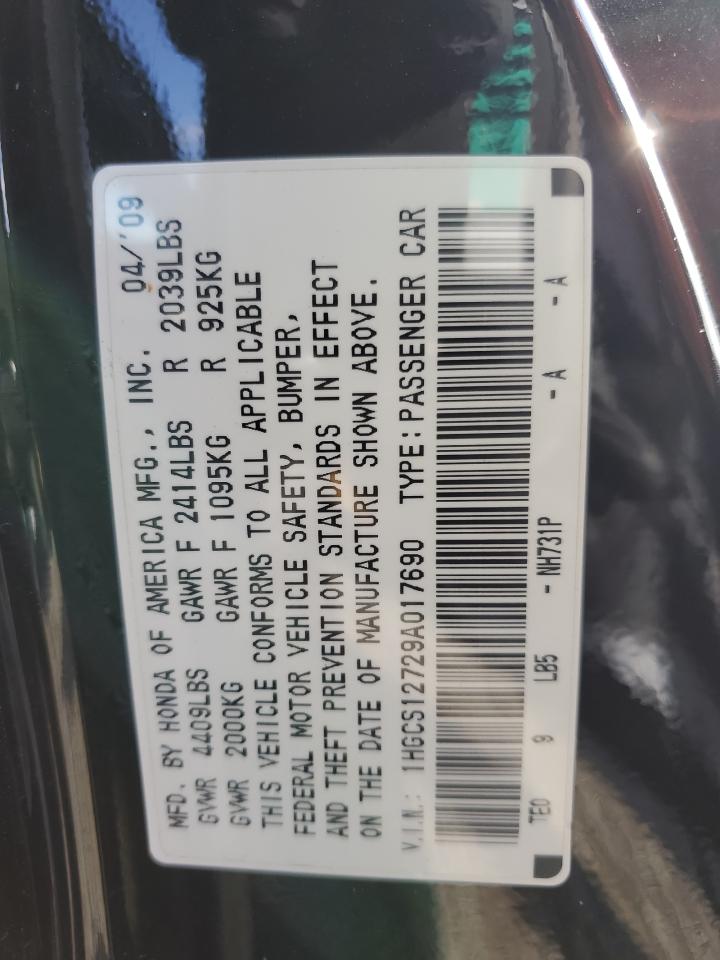 MFD. BY HONDA OF AMERICA MFG., INC. 04/'09
GVWR 4409LBS GAWR F 2414LBS R 2039LBS
GVWR 2000KG GAWR F 1095KG R 925KG
THIS VEHICLE CONFORMS TO ALL APPLICABLE
FEDERAL MOTOR VEHICLE SAFETY, BUMPER,
AND THEFT PREVENTION STANDARDS IN EFFECT
ON THE DATE OF MANUFACTURE SHOWN ABOVE.
V.I.N.: 1HGCS12729A017690 TYPE: PASSENGER CAR
TE0 9 LB5 - NH731P - A - A